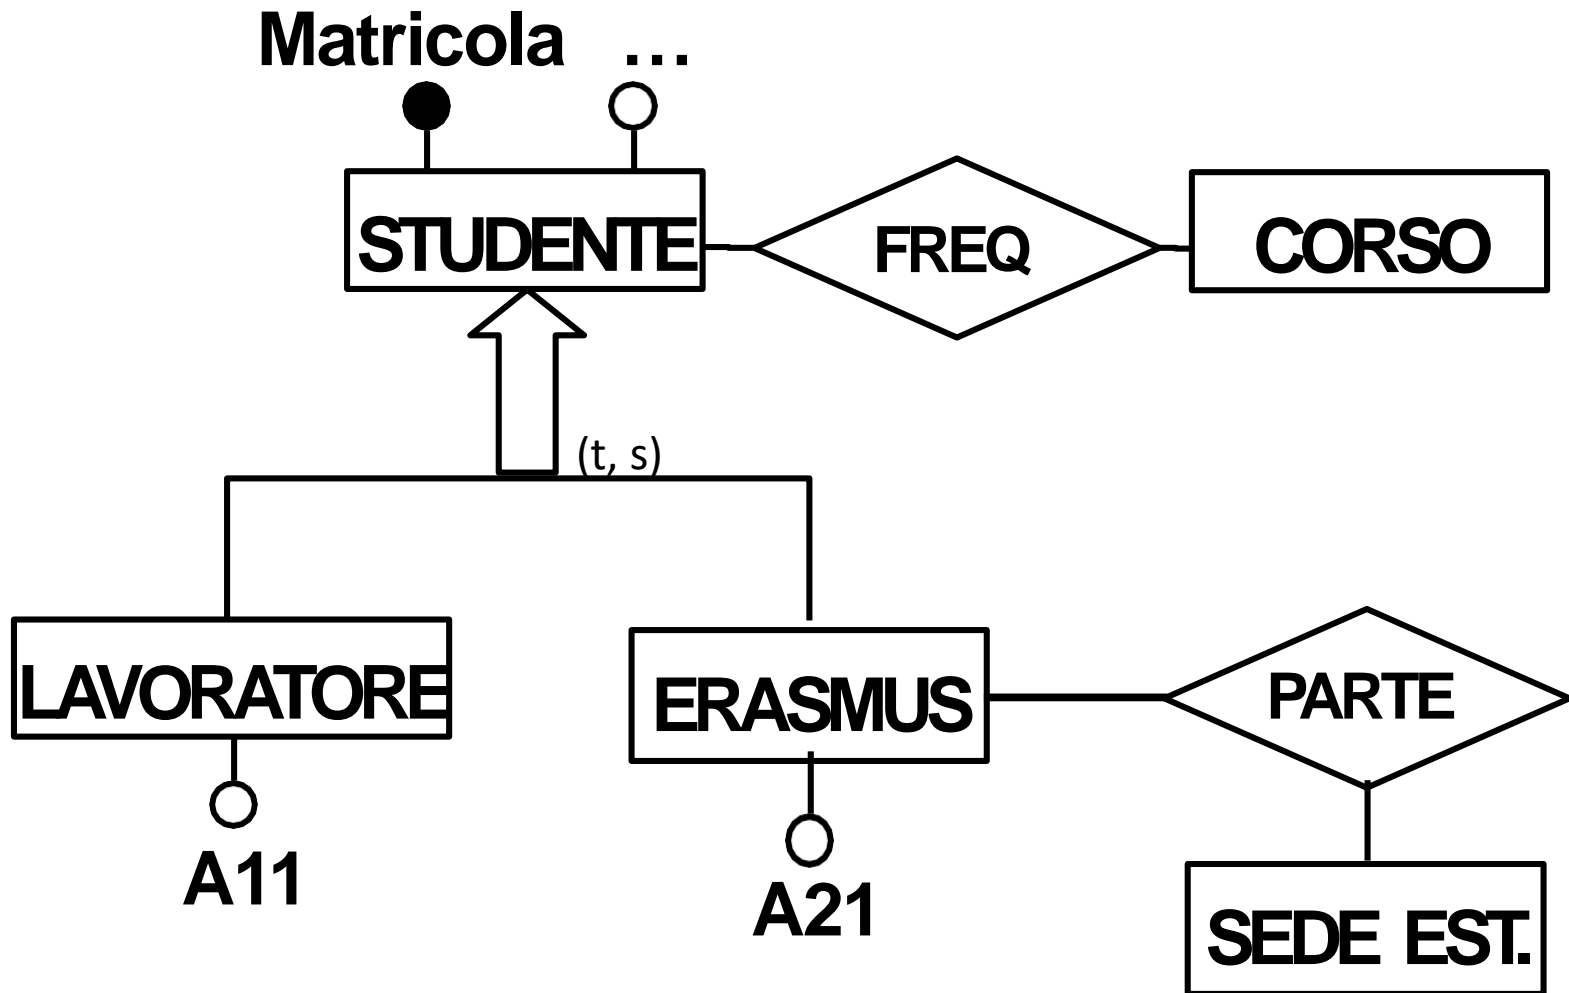 Matricola ...
STUDENTE
FREQ
CORSO
(t, s)
LAVORATORE
ERASMUS
PARTE
A11
A21
SEDE EST.